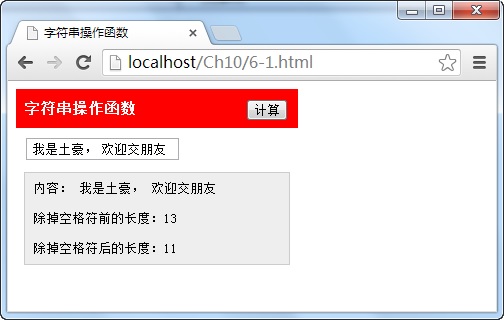 字符串操作函数
localhost/Ch10/6-1.html
字符串操作函数
计算
我是土豪， 欢迎交朋友
内容： 我是土豪， 欢迎交朋友
除掉空格符前的长度：13
除掉空格符后的长度：11